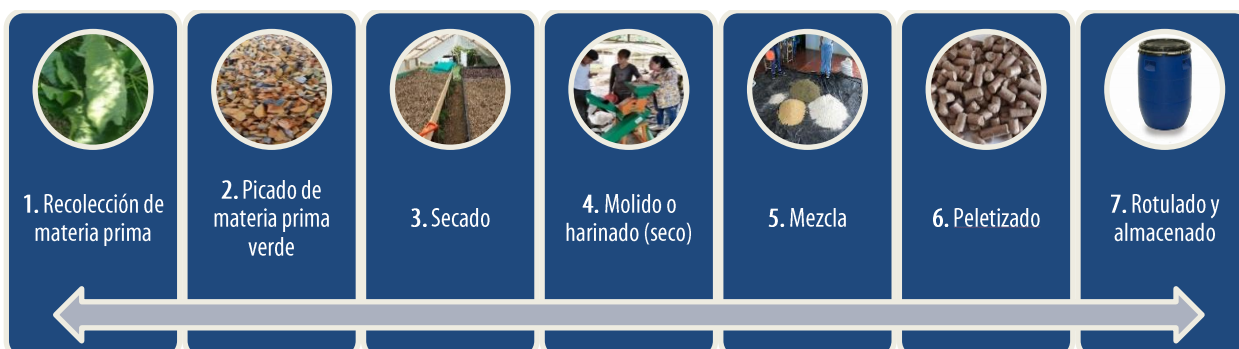 1. Recolección de
materia prima
2. Picado de
materia prima
verde
3. Secado
4. Molido o
harinado (seco)
5. Mezcla
6. Peletizado
7. Rotulado y
almacenado